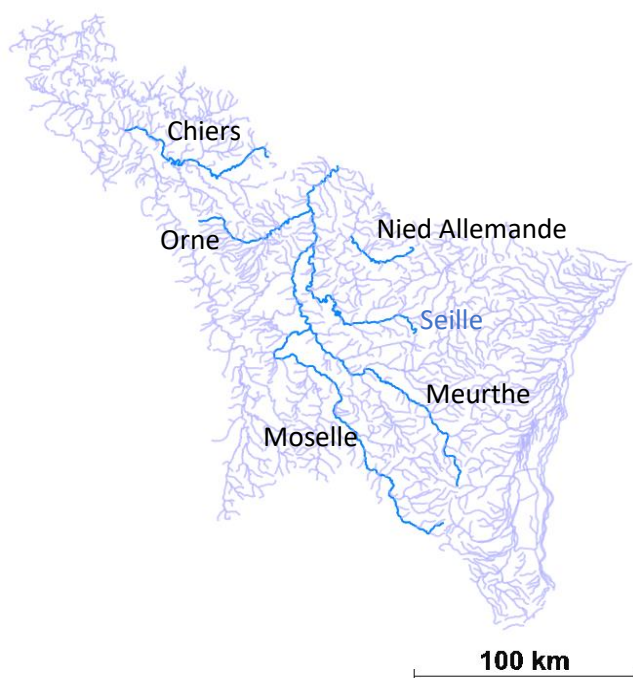 Chiers
Orne
Nied Allemande
Seille
Meurthe
Moselle
100 km